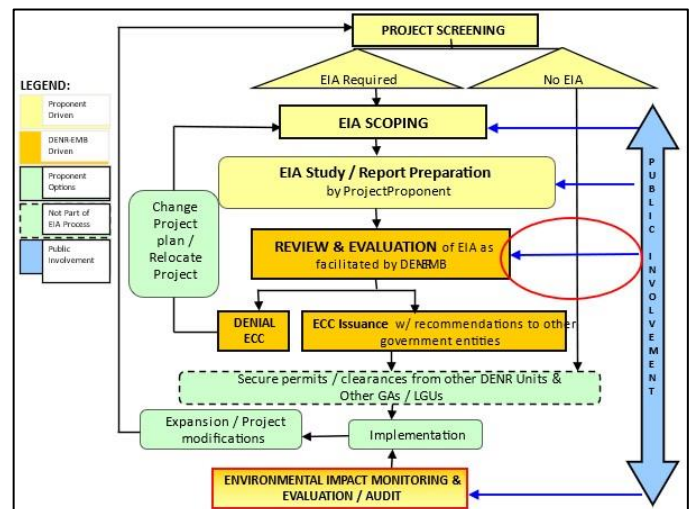 PROJECT SCREENING
EIA Required
No EIA
LEGEND:
Proponent
Driven
DENR-EMB
Driven
Proponent
Options
Not Part of
EIA Process
Public
Involvement
EIA SCOPING
EIA Study / Report Preparation
by ProjectProponent
Change
Project
plan /
Relocate
Project
REVIEW & EVALUATION of EIA as
facilitated by DENR-EMB
DENIAL
ECC
ECC Issuance w/ recommendations to other
government entities
Secure permits / clearances from other DENR Units &
Other GAs / LGUs
Expansion / Project
modifications
Implementation
ENVIRONMENTAL IMPACT MONITORING &
EVALUATION / AUDIT
PUBLIC INVOLVEMENT